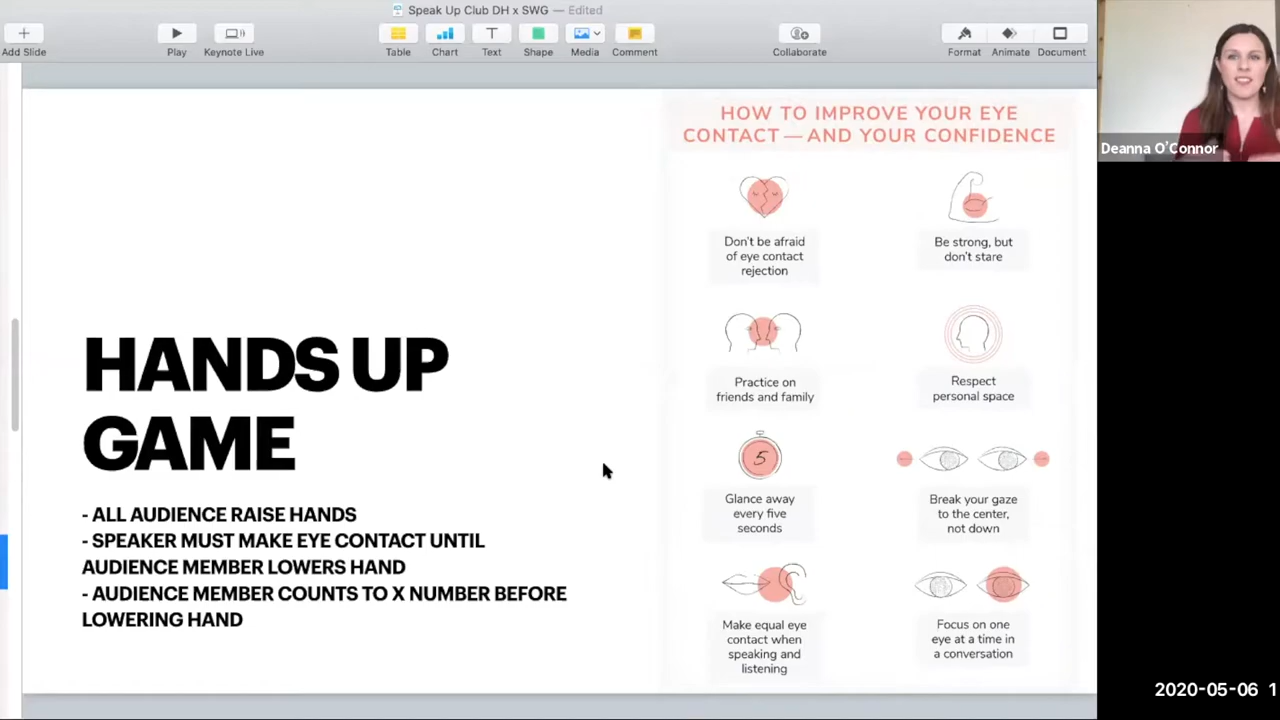 Speak Up Club DH x SWG — Edited
Add Slide
Play
Keynote Live
Table
Chart
Text
Shape
Media
Comment
Collaborate
Format
Animate
Document
HANDS UP
GAME
- ALL AUDIENCE RAISE HANDS
- SPEAKER MUST MAKE EYE CONTACT UNTIL
AUDIENCE MEMBER LOWERS HAND
- AUDIENCE MEMBER COUNTS TO X NUMBER BEFORE
LOWERING HAND
HOW TO IMPROVE YOUR EYE
CONTACT — AND YOUR CONFIDENCE
Don't be afraid
of eye contact
rejection
Be strong, but
don't stare
Practice on
friends and family
Respect
personal space
5
Glance away
every five
seconds
Break your gaze
to the center,
not down
Make equal eye
contact when
speaking and
listening
Focus on one
eye at a time in
a conversation
Deanna O'Connor
2020-05-06 1